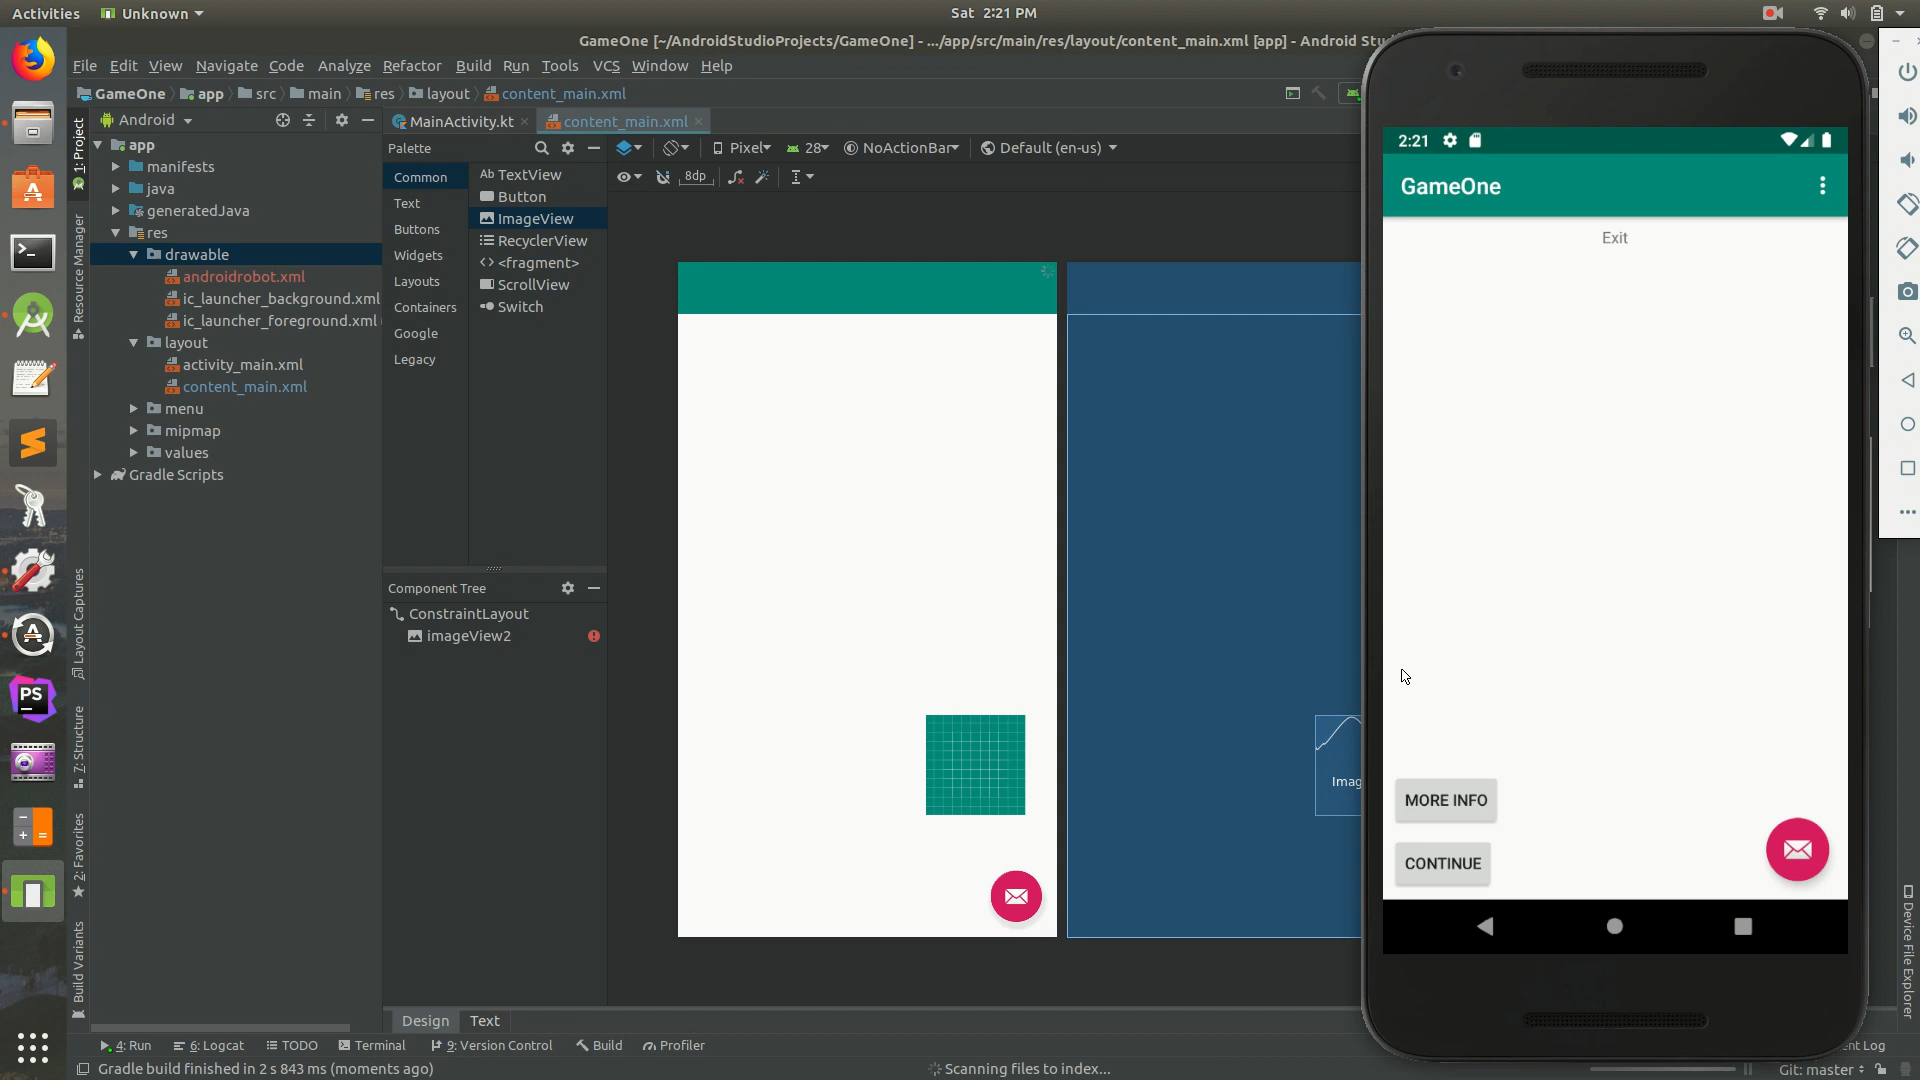 Activities
Unknown
Sat 2:21 PM
GameOne [~/AndroidStudioProjects/GameOne] - .../app/src/main/res/layout/content_main.xml [app] - Android Stu
File Edit View Navigate Code Analyze Refactor Build Run Tools VCS Window Help
GameOne app src main res layout content_main.xml
Android
MainActivity.kt
content_main.xml
1: Project
Resource Manager
Layout Captures
7: Structure
2: Favorites
Build Variants
app
manifests
java
generatedJava
res
drawable
androidrobot.xml
ic_launcher_background.xml
ic_launcher_foreground.xml
layout
activity_main.xml
content_main.xml
menu
mipmap
values
Gradle Scripts
Palette
Common
Text
Buttons
Widgets
Layouts
Containers
Google
Legacy
Ab TextView
Button
ImageView
RecyclerView
<> <fragment>
ScrollView
Switch
Pixel
28
NoActionBar
Default (en-us)
8dp
Component Tree
ConstraintLayout
imageView2
Imag
Design
Text
2:21
GameOne
Exit
MORE INFO
CONTINUE
Device File Explorer
PS
4: Run
6: Logcat
TODO
Terminal
9: Version Control
Build
Profiler
ent Log
Gradle build finished in 2 s 843 ms (moments ago)
Scanning files to index...
Git: master